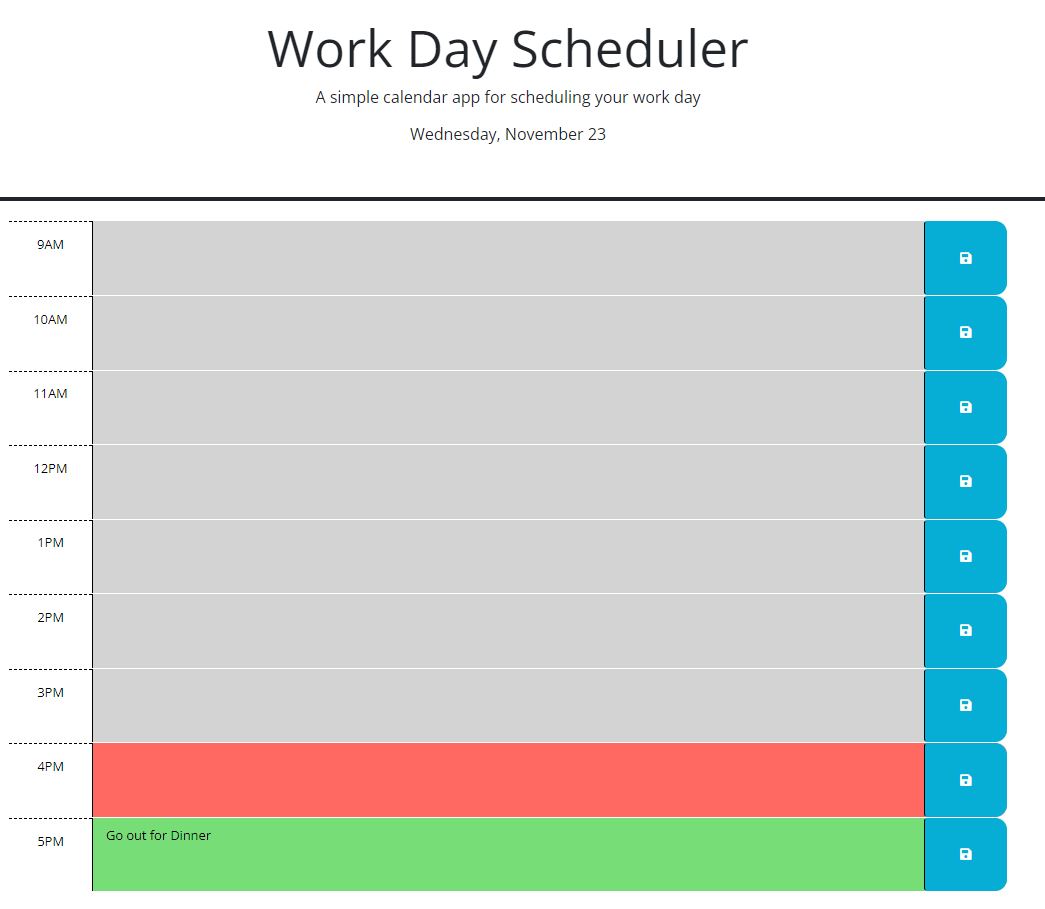 Work Day Scheduler
A simple calendar app for scheduling your work day
Wednesday, November 23
9AM
10AM
11AM
12PM
1PM
2PM
3PM
4PM
5PM
Go out for Dinner